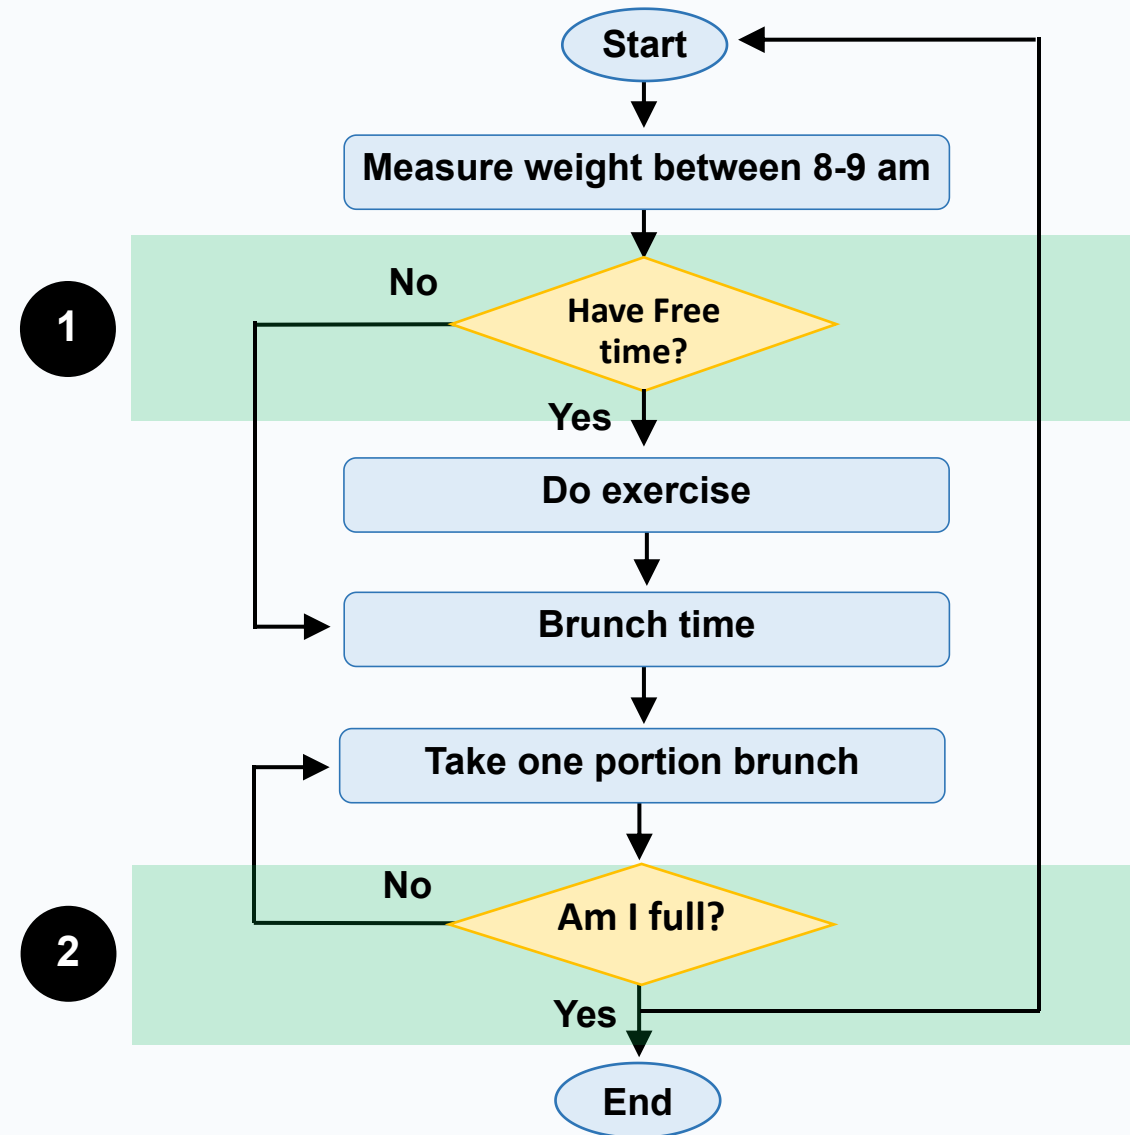 Start
Measure weight between 8-9 am
No
1
Have Free
time?
Yes
Do exercise
Brunch time
Take one portion brunch
No
Am I full?
2
Yes
End